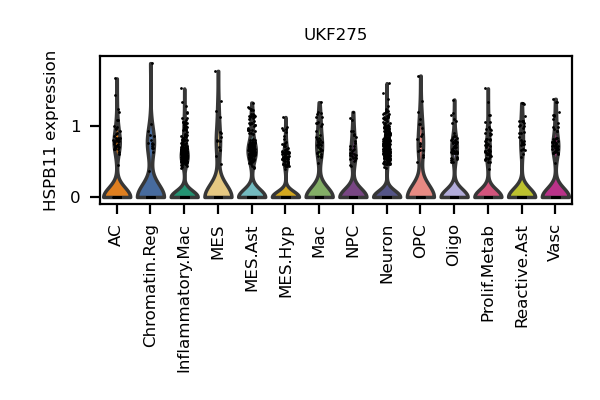 UKF275
HSPB11 expression
1
0
AC
Chromatin.Reg
Inflammatory.Mac
MES
MES.Ast
MES.Hyp
Mac
NPC
Neuron
OPC
Oligo
Prolif.Metab
Reactive.Ast
Vasc